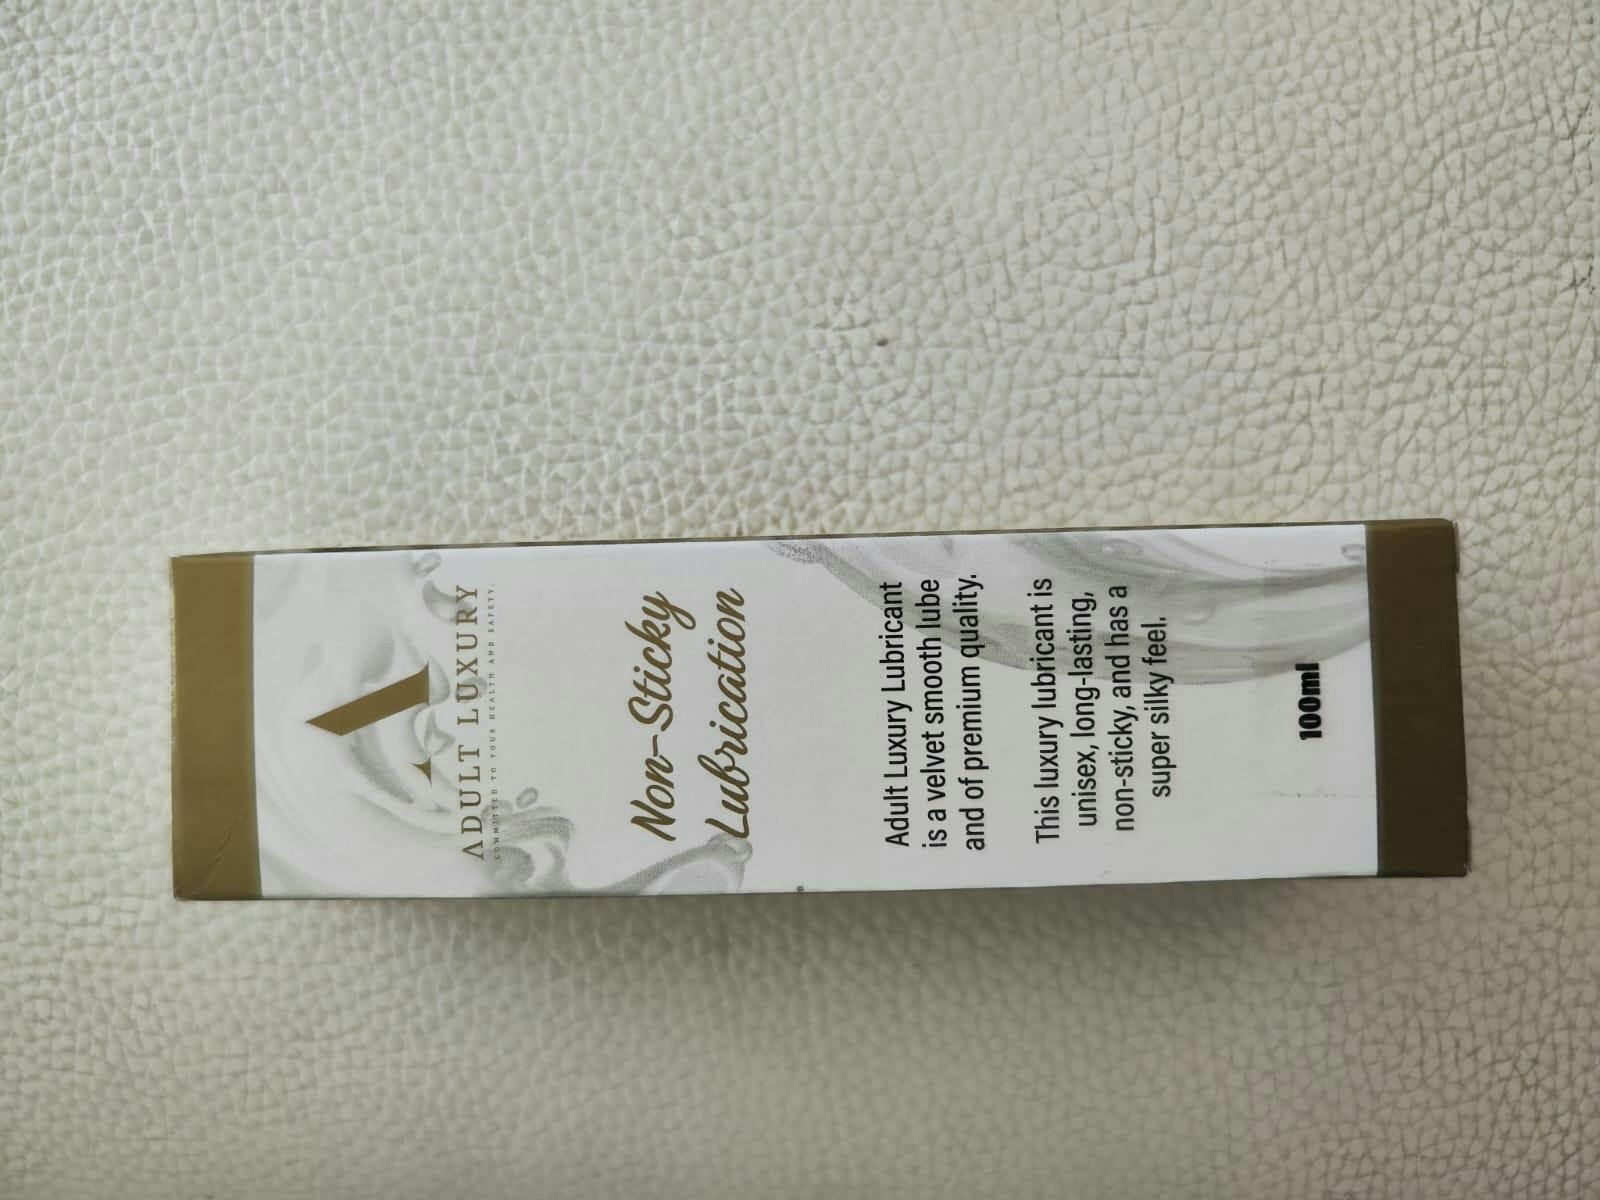 ADULT LUXURY
COMMITTED TO YOUR HEALTH AND SAFETY.
Non-Sticky
Lubrication
Adult Luxury Lubricant
is a velvet smooth lube
and of premium quality.
This luxury lubricant is
unisex, long-lasting,
non-sticky, and has a
super silky feel.
100ml